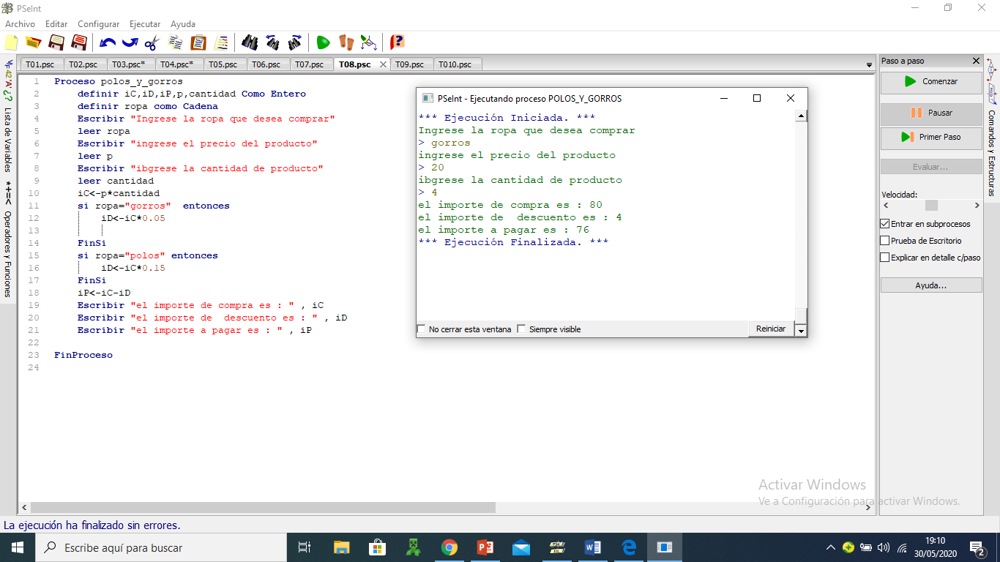 PSeInt
Archivo Editar Configurar Ejecutar Ayuda
T01.psc T02.psc T03.psc* T04.psc* T05.psc T06.psc T07.psc T08.psc T09.psc T010.psc
Lista de Variables
*+=< Operadores y Funciones
1 Proceso polos_y_gorros
2 definir iC,iD,iP,p,cantidad Como Entero
3 definir ropa como Cadena
4 Escribir "Ingrese la ropa que desea comprar"
5 leer ropa
6 Escribir "ingrese el precio del producto"
7 leer p
8 Escribir "ibgrese la cantidad de producto"
9 leer cantidad
10 iC<-p*cantidad
11 si ropa="gorros"  entonces
12 iD<-iC*0.05
13
14 FinSi
15 si ropa="polos" entonces
16 iD<-iC*0.15
17 FinSi
18 iP<-iC-iD
19 Escribir "el importe de compra es : " , iC
20 Escribir "el importe de  descuento es : " , iD
21 Escribir "el importe a pagar es : " , iP
22
23 FinProceso
24
PSeInt - Ejecutando proceso POLOS_Y_GORROS
*** Ejecución Iniciada. ***
Ingrese la ropa que desea comprar
> gorros
ingrese el precio del producto
> 20
ibgrese la cantidad de producto
> 4
el importe de compra es : 80
el importe de  descuento es : 4
el importe a pagar es : 76
*** Ejecución Finalizada. ***
No cerrar esta ventana Siempre visible Reiniciar
Paso a paso
Comenzar
Pausar
Primer Paso
Evaluar...
Velocidad:
Entrar en subprocesos
Prueba de Escritorio
Explicar en detalle c/paso
Ayuda...
Comandos y Estructuras
Activar Windows
Ve a Configuración para activar Windows.
La ejecución ha finalizado sin errores.
Escribe aquí para buscar
19:10
30/05/2020
2